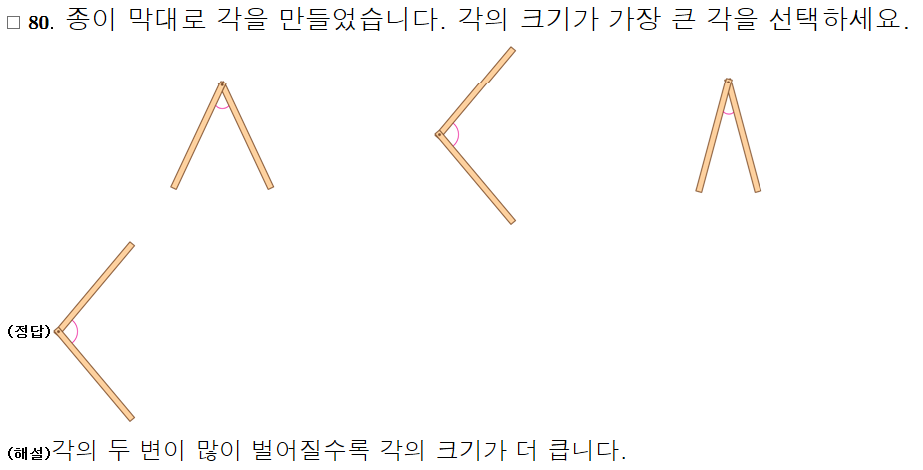 □ 80. 종이 막대로 각을 만들었습니다. 각의 크기가 가장 큰 각을 선택하세요.
(정답)
(해설)각의 두 변이 많이 벌어질수록 각의 크기가 더 큽니다.